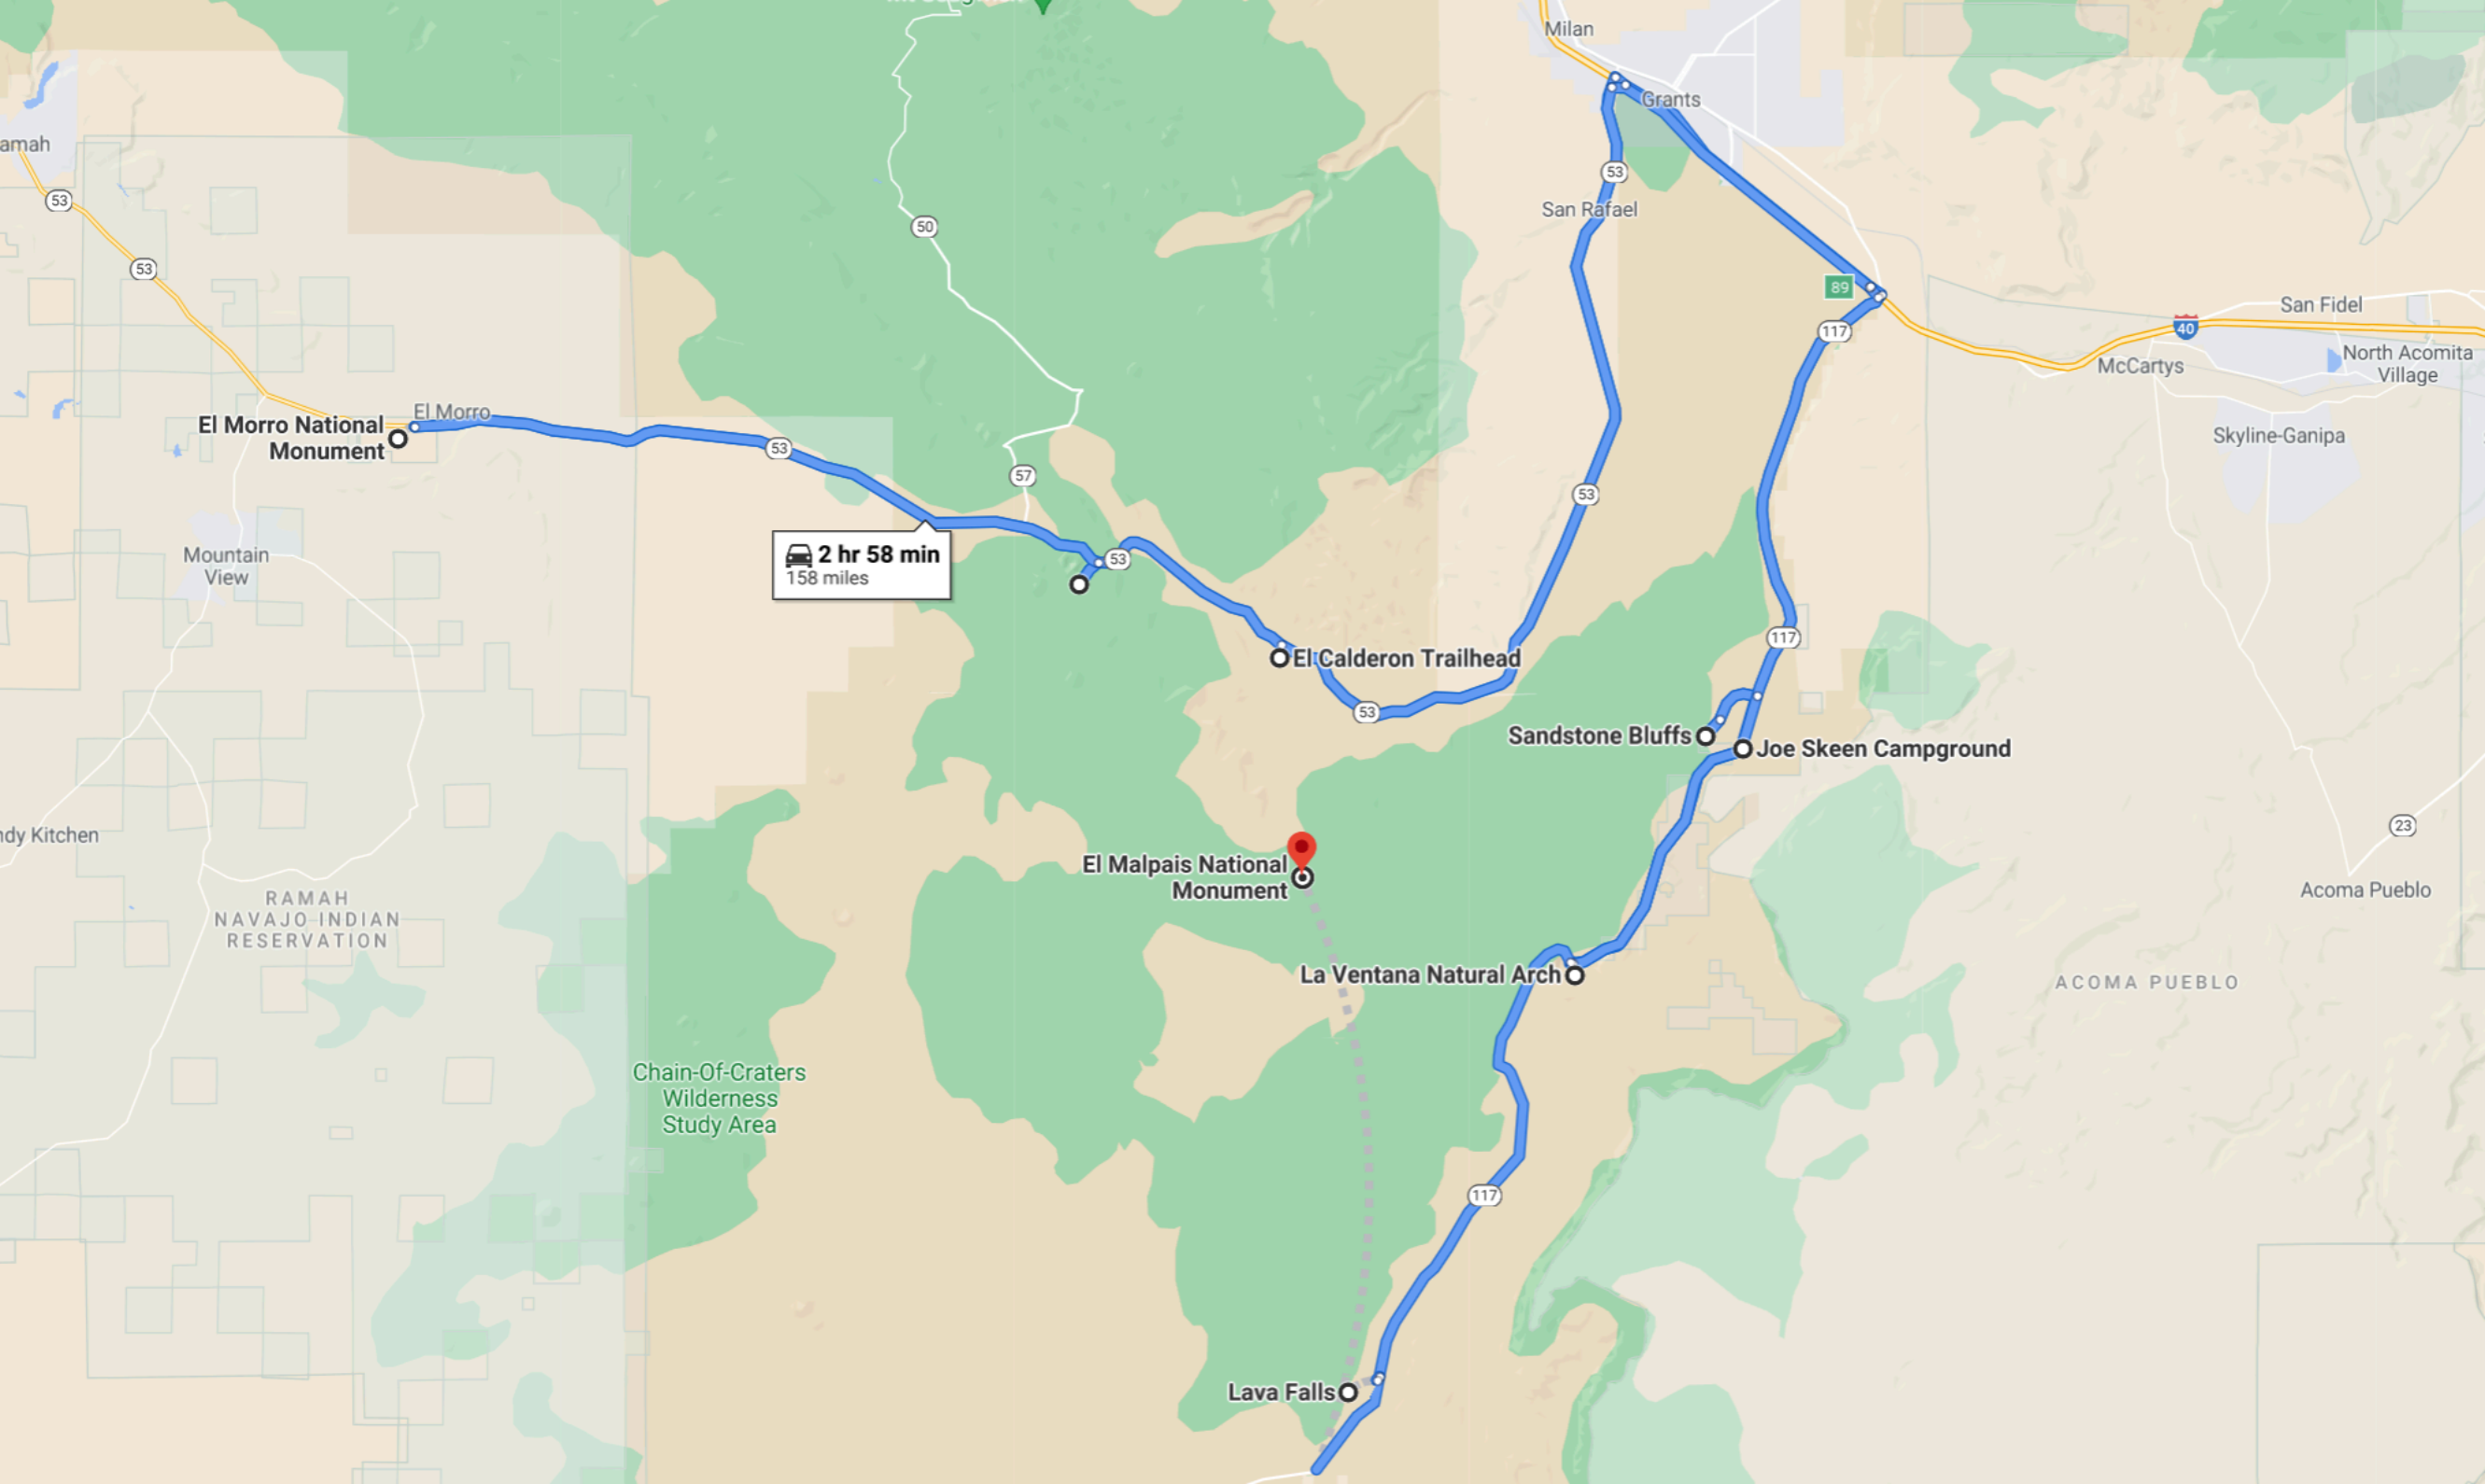 Milan
Grants
amah
53
53
50
San Rafael
53
89
117
San Fidel
40
North Acomita
Village
McCartys
El Morro
El Morro National
Monument
53
57
53
Skyline-Ganipa
Mountain
View
2 hr 58 min
158 miles
53
117
El Calderon Trailhead
53
Sandstone Bluffs
Joe Skeen Campground
ndy Kitchen
23
El Malpais National
Monument
Acoma Pueblo
RAMAH
NAVAJO INDIAN
RESERVATION
La Ventana Natural Arch
ACOMA PUEBLO
Chain-Of-Craters
Wilderness
Study Area
117
Lava Falls